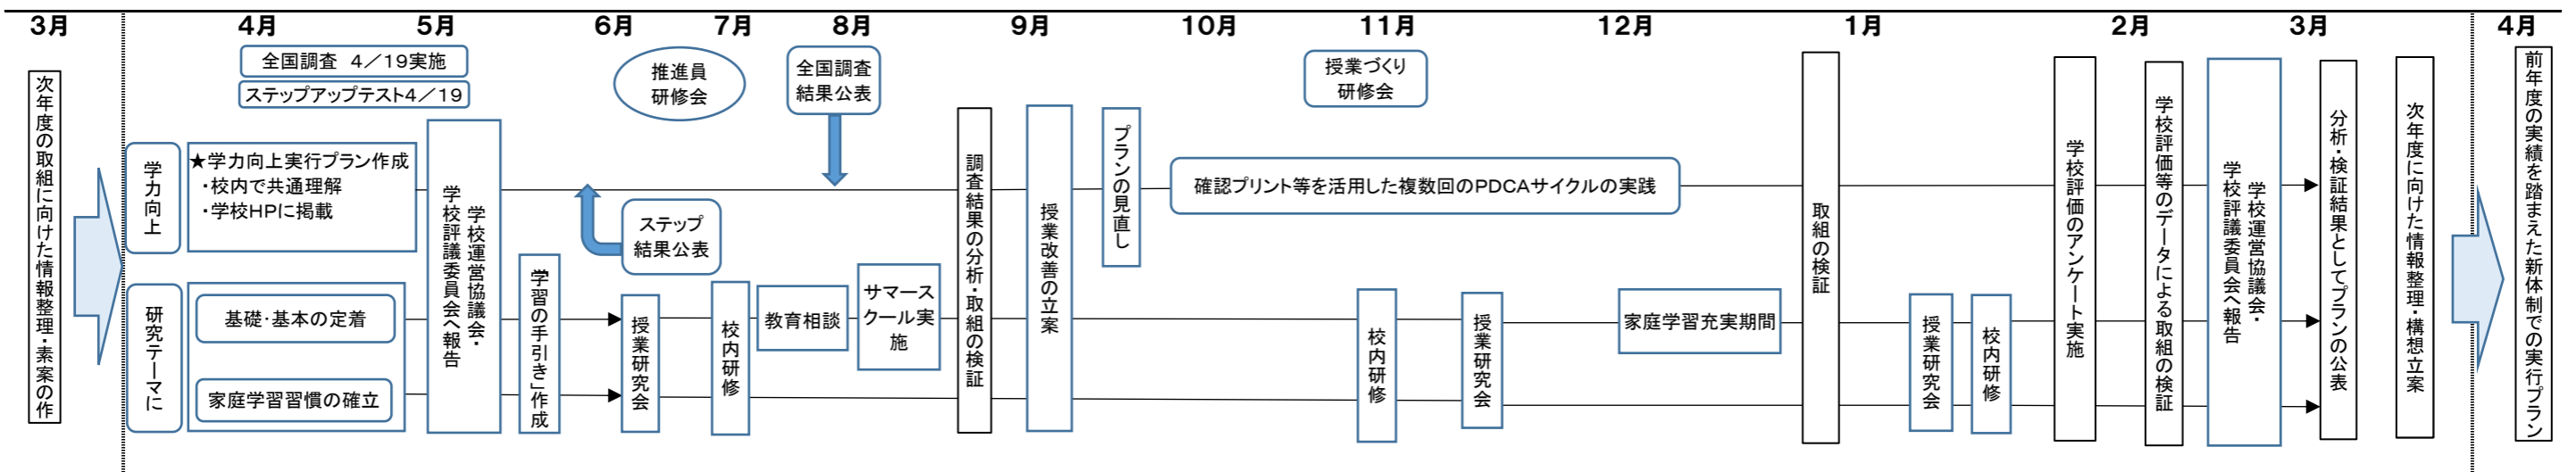 3月
4月
5月
6月
7月
8月
9月
10月
11月
12月
1月
2月
3月
4月
全国調査 4／19実施
ステップアップテスト4／19
推進員
研修会
全国調査
結果公表
授業づくり
研修会
次年度の取組に向けた情報整理・素案の作
学力向上
★学力向上実行プラン作成
・校内で共通理解
・学校HPに掲載
研究テーマに
基礎・基本の定着
家庭学習習慣の確立
学校運営協議会・
学校評議委員会へ報告
学習の手引き」作成
ステップ
結果公表
授業研究会
校内研修
教育相談
サマース
クール実
施
調査結果の分析・取組の検証
授業改善の立案
プランの見直し
確認プリント等を活用した複数回のPDCAサイクルの実践
校内研修
授業研究会
家庭学習充実期間
取組の検証
授業研究会
校内研修
学校評価のアンケート実施
学校評価等のデータによる取組の検証
学校運営協議会・
学校評議委員会へ報告
分析・検証結果としてプランの公表
次年度に向けた情報整理・構想立案
前年度の実績を踏まえた新体制での実行プラン